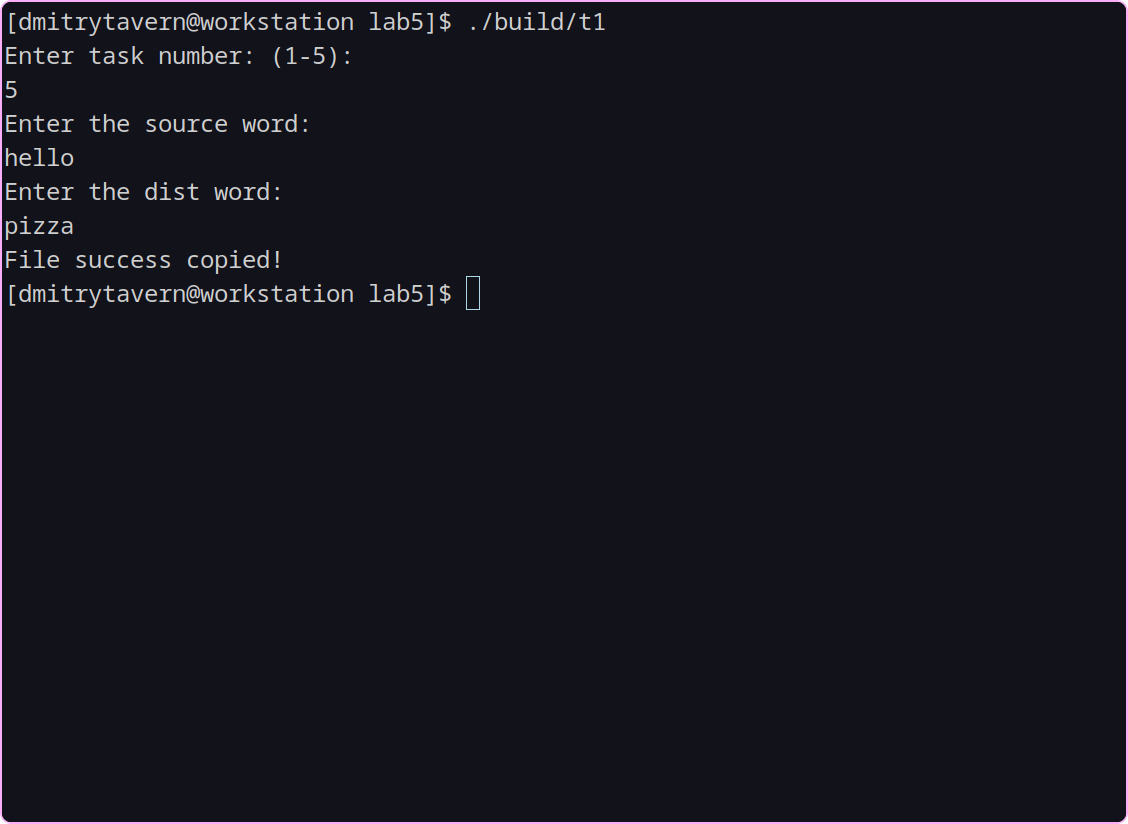 [dmitrytavern@workstation lab5]$ ./build/t1
Enter task number: (1-5):
5
Enter the source word:
hello
Enter the dist word:
pizza
File success copied!
[dmitrytavern@workstation lab5]$